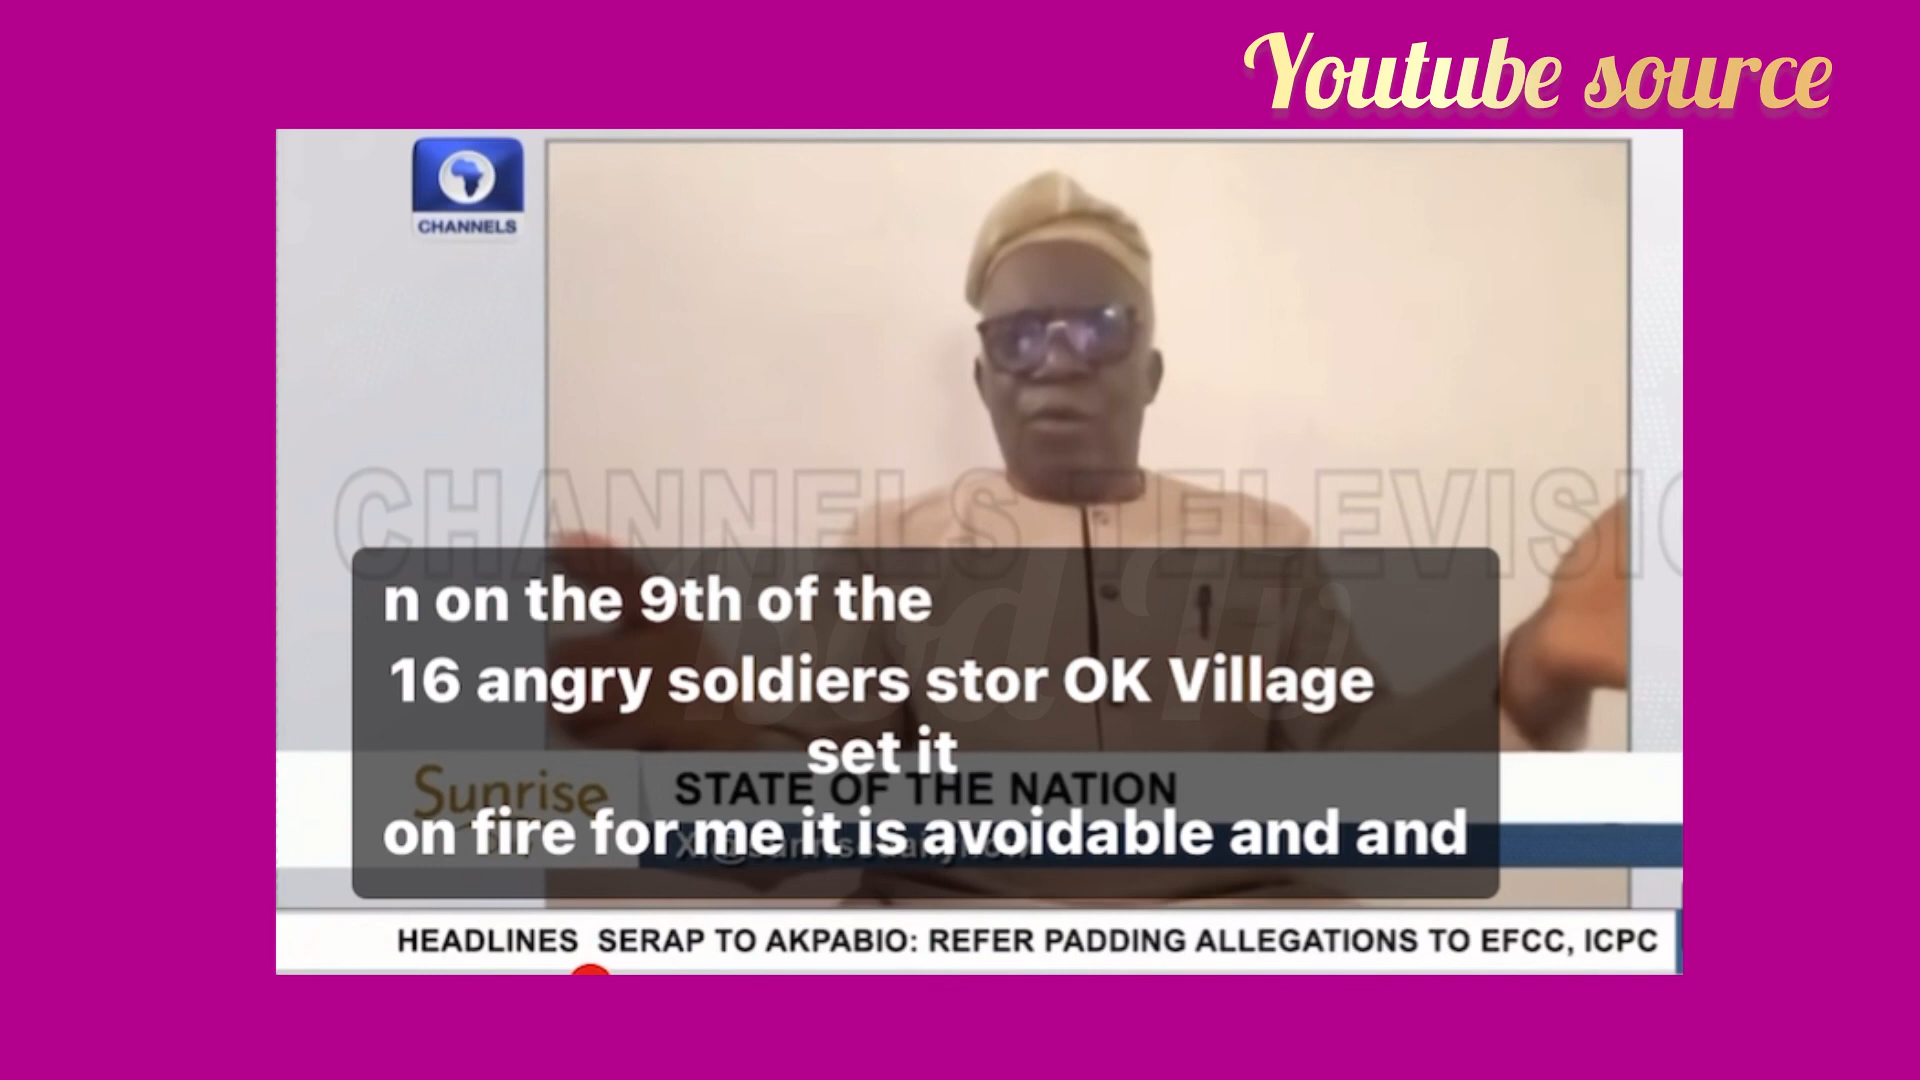 Youtube source
CHANNELS
CHANNELS TELEVISIO
n on the 9th of the
16 angry soldiers stor OK Village
set it
on fire for me it is avoidable and and
Sunrise
STATE OF THE NATION
HEADLINES SERAP TO AKPABIO: REFER PADDING ALLEGATIONS TO EFCC, ICPC